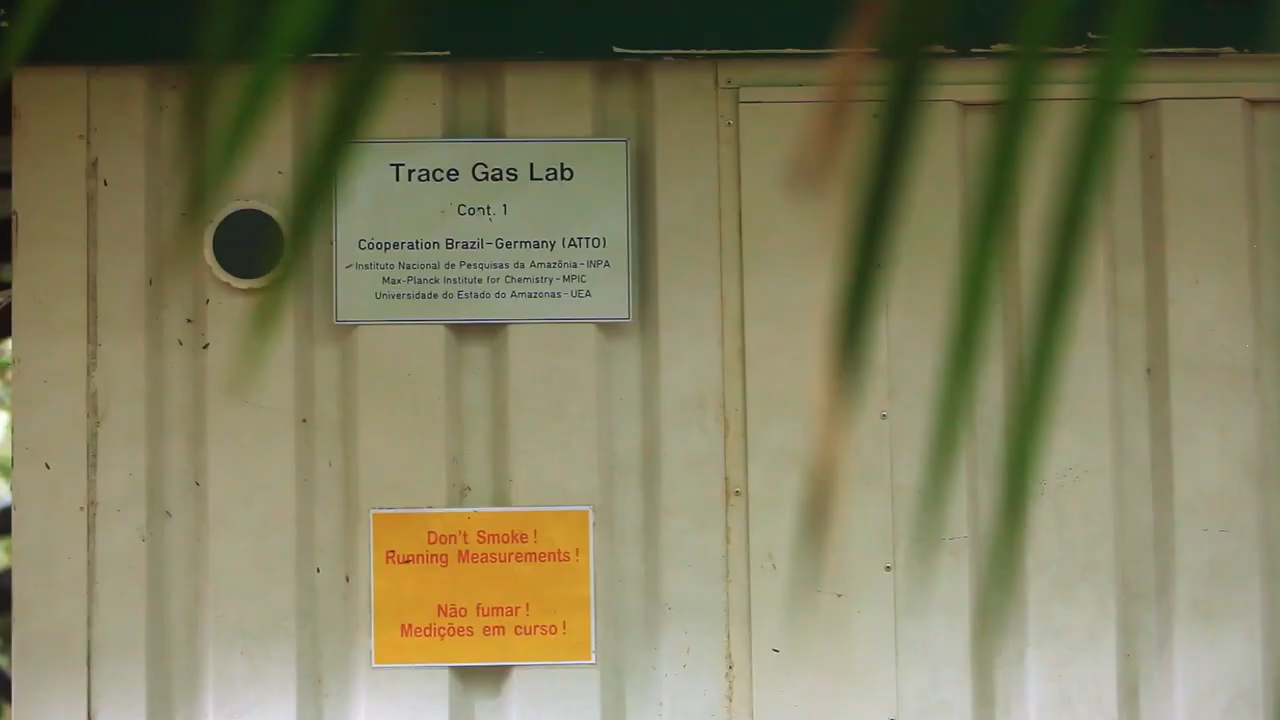 Trace Gas Lab
Cont. 1
Cooperation Brazil-Germany (ATTO)
Instituto Nacional de Pesquisas da Amazônia-INPA
Max-Planck Institute for Chemistry-MPIC
Universidade do Estado do Amazonas-UEA
Don't Smoke!
Running Measurements!
Não fumar!
Medições em curso!